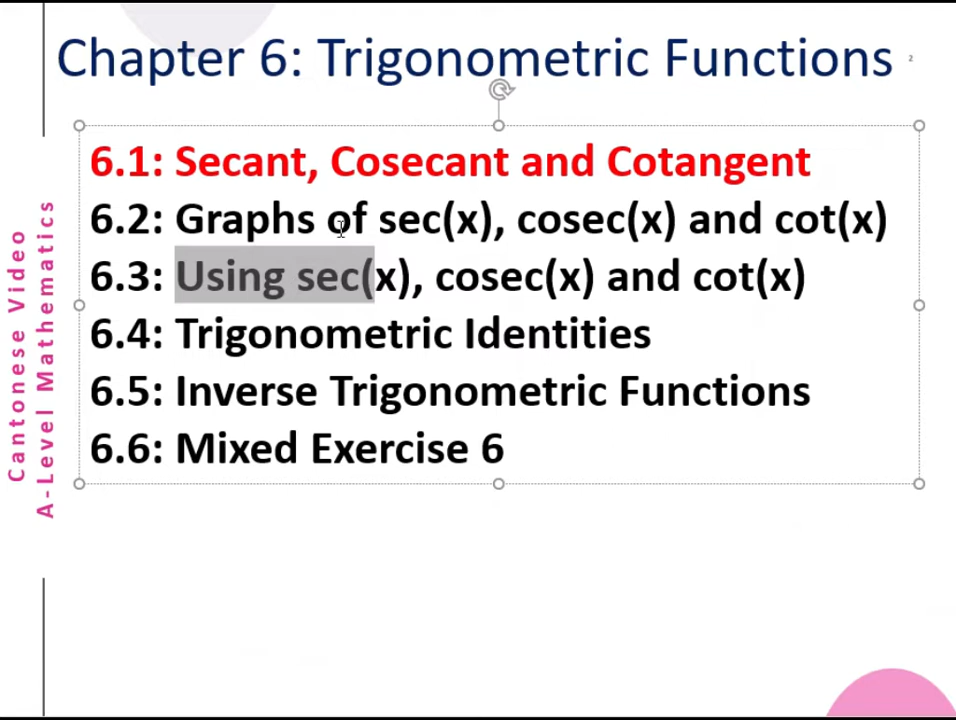 Chapter 6: Trigonometric Functions
2
6.1: Secant, Cosecant and Cotangent
6.2: Graphs of sec(x), cosec(x) and cot(x)
6.3: Using sec(x), cosec(x) and cot(x)
6.4: Trigonometric Identities
6.5: Inverse Trigonometric Functions
6.6: Mixed Exercise 6
Cantonese Video
A-Level Mathematics